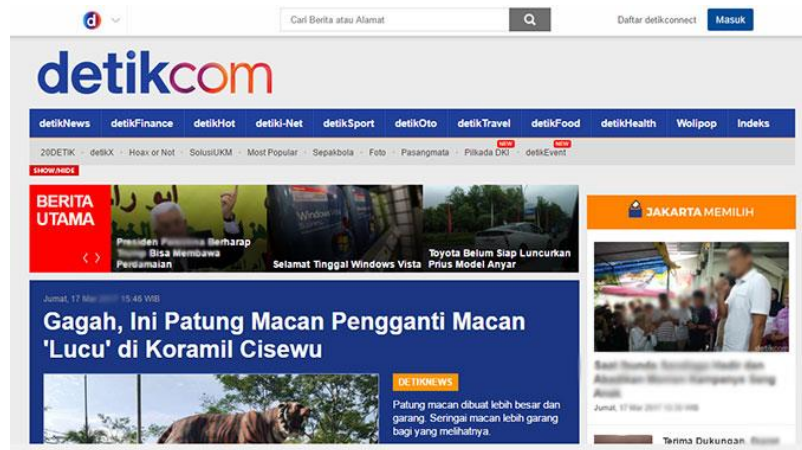 d
Cari Berita atau Alamat
Daftar detikconnect
Masuk
detikcom
detikNews detikFinance detikHot detiki-Net detikSport detikOto detikTravel detikFood detikHealth Wolipop Indeks
NEW NEW
20DETIK - detikX - Hoax or Not - SolusiUKM - Most Popular - Sepakbola - Foto - Pasangmata - Pilkada DKI - detikEvent
SHOW/HIDE
BERITA
UTAMA
Presiden Berharap
Bisa Membawa
Perdamaian
Windows
Selamat Tinggal Windows Vista
Toyota Belum Siap Luncurkan
Prius Model Anyar
JAKARTA MEMILIH
Jumat, 17 15:46 WIB
Gagah, Ini Patung Macan Pengganti Macan
'Lucu' di Koramil Cisewu
DETIKNEWS
Patung macan dibuat lebih besar dan
garang. Seringai macan lebih garang
bagi yang melihatnya.
detikcom
Jumat, 17
Terima Dukungan,